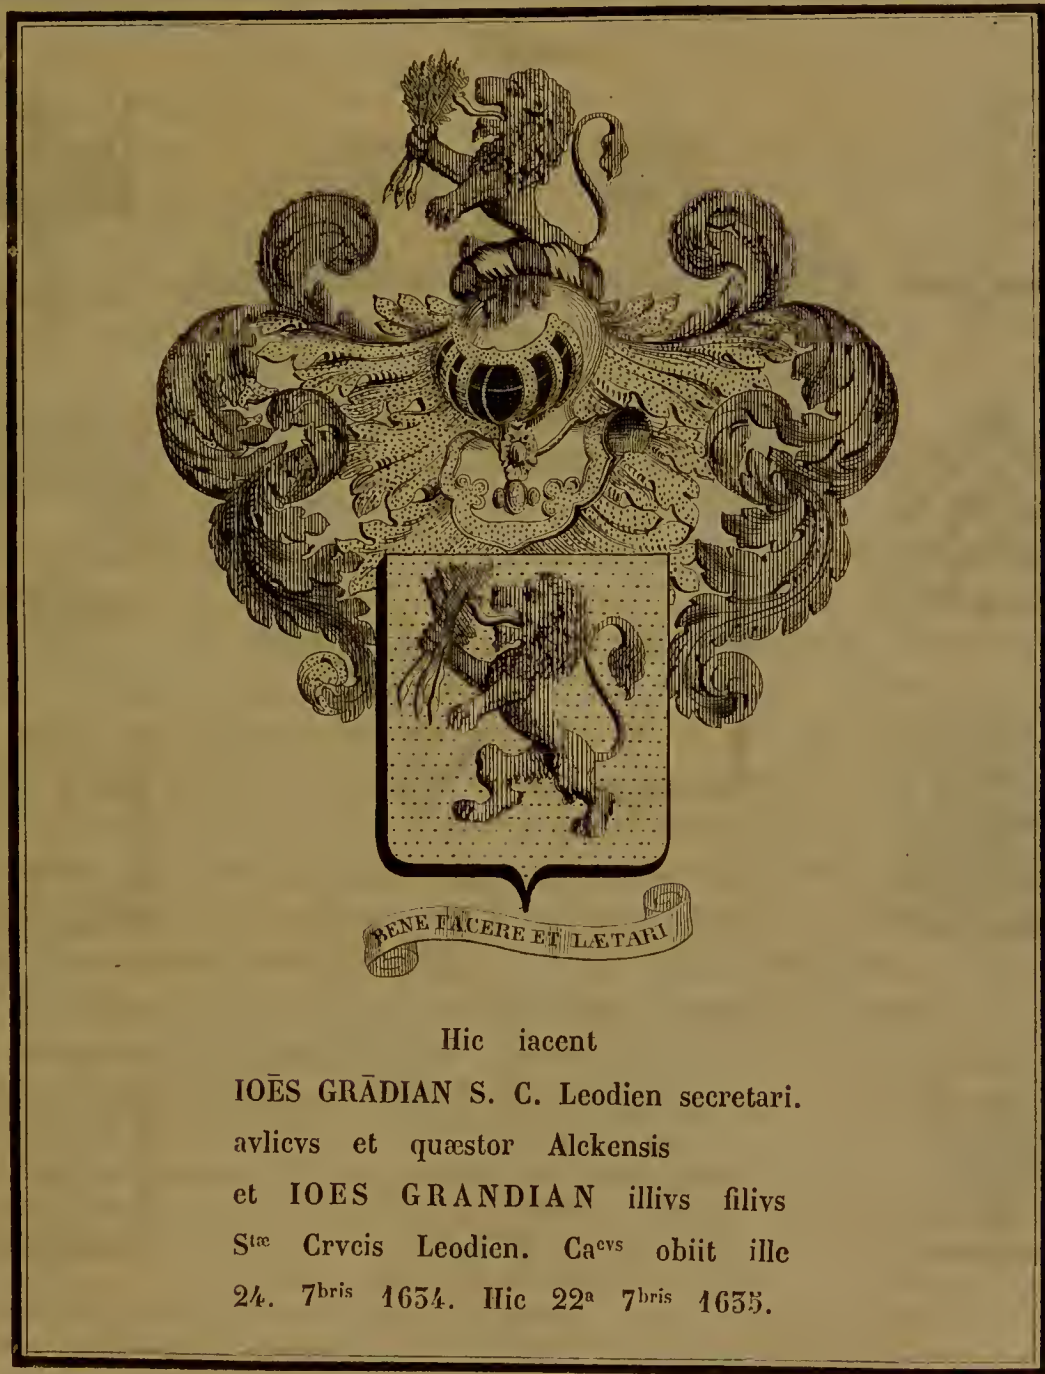 BENE FACERE ET LÆTARI
Hic iacent
IOĒS GRĀDIAN S. C. Leodien secretari.
avlicvs et quæstor Alckensis
et IOES GRANDIAN illivs filivs
Stæ Crvcis Leodien. Cacvs obiit ille
24. 7bris 1634. Hic 22a 7bris 1635.